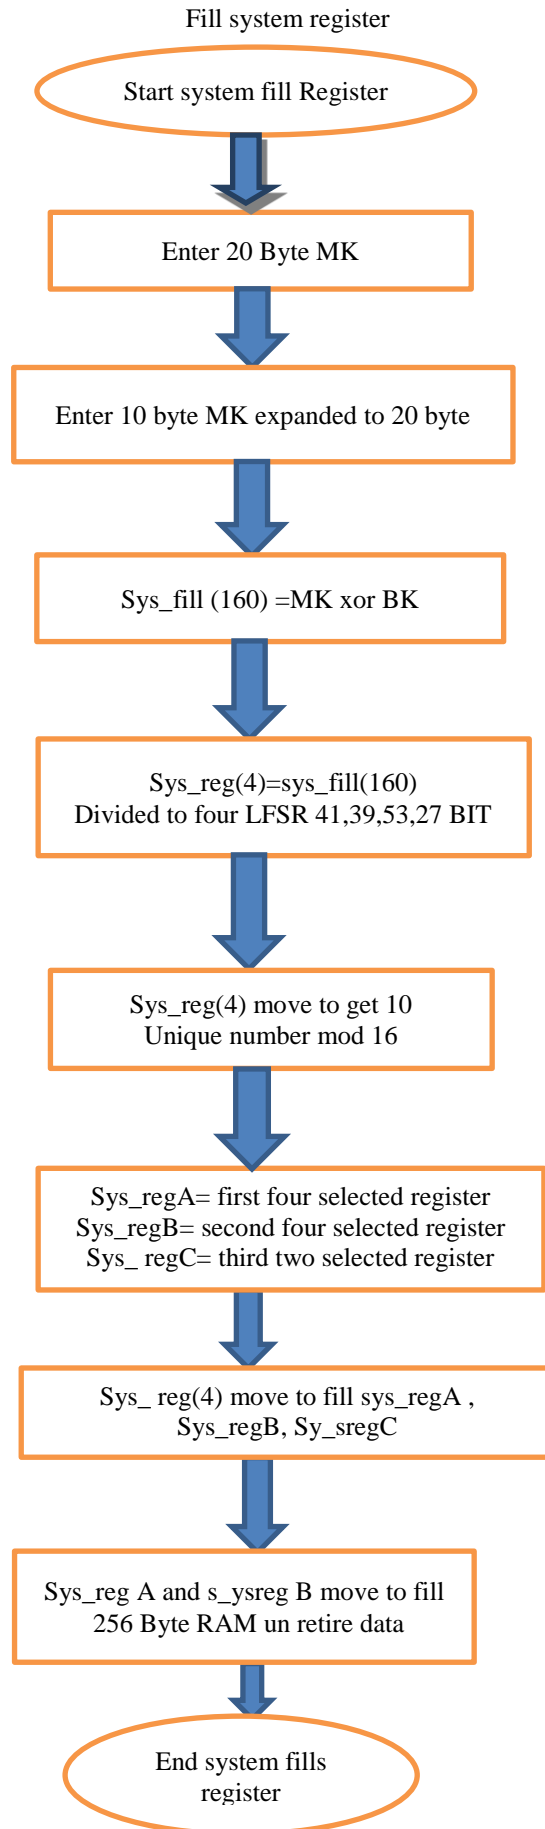 Fill system register
Start system fill Register
Enter 20 Byte MK
Enter 10 byte MK expanded to 20 byte
Sys_fill (160) =MK xor BK
Sys_reg(4)=sys_fill(160)
Divided to four LFSR 41,39,53,27 BIT
Sys_reg(4) move to get 10
Unique number mod 16
Sys_regA= first four selected register
Sys_regB= second four selected register
Sys_ regC= third two selected register
Sys_ reg(4) move to fill sys_regA ,
Sys_regB, Sy_sregC
Sys_reg A and s_ysreg B move to fill
256 Byte RAM un retire data
End system fills
register